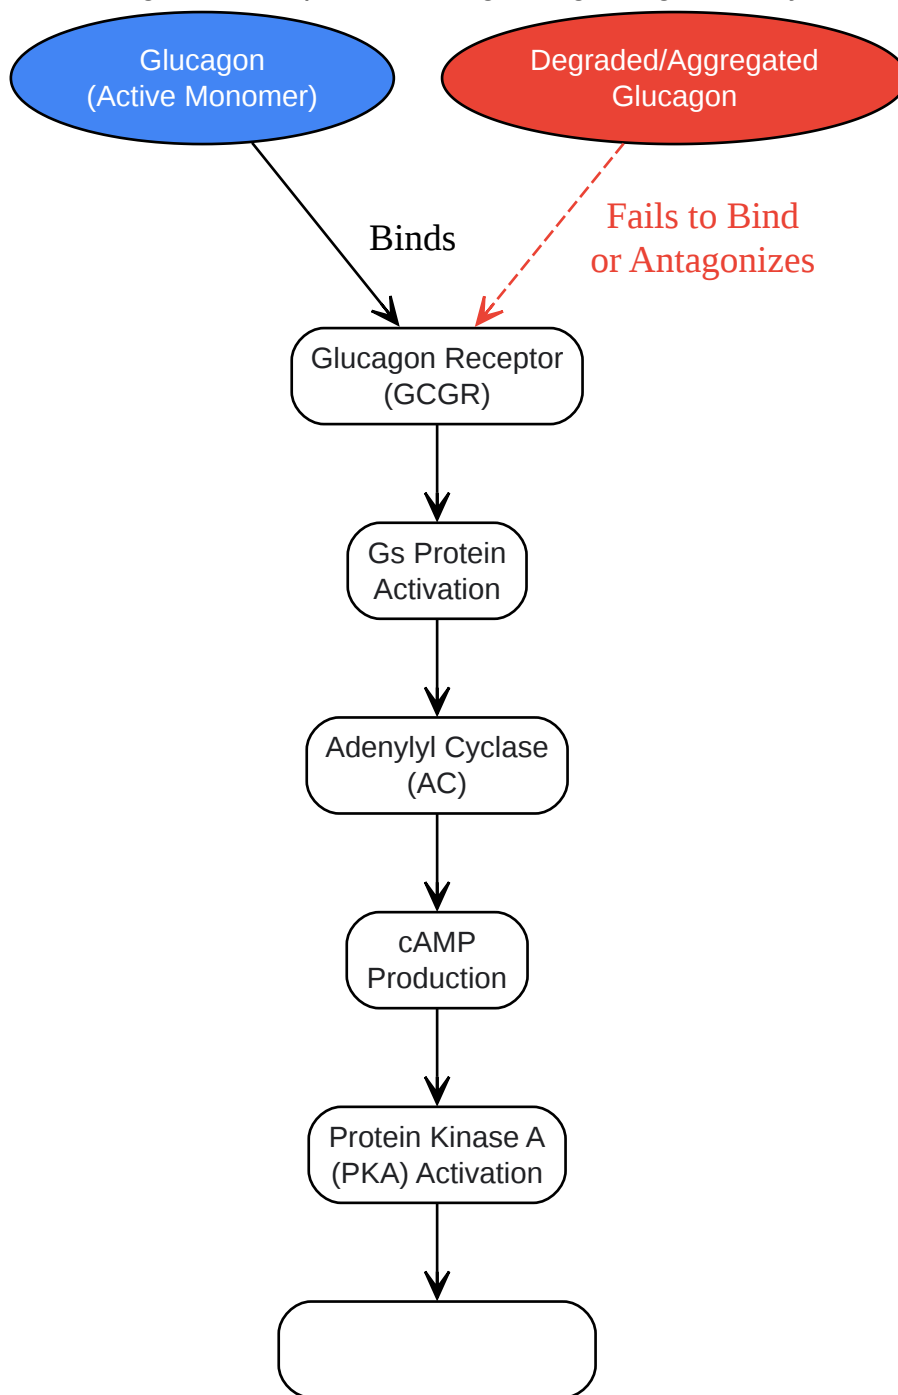 Glucagon
(Active Monomer)
Degraded/Aggregated
Glucagon
Binds
Fails to Bind
or Antagonizes
Glucagon Receptor
(GCGR)
Gs Protein
Activation
Adenylyl Cyclase
(AC)
cAMP
Production
Protein Kinase A
(PKA) Activation